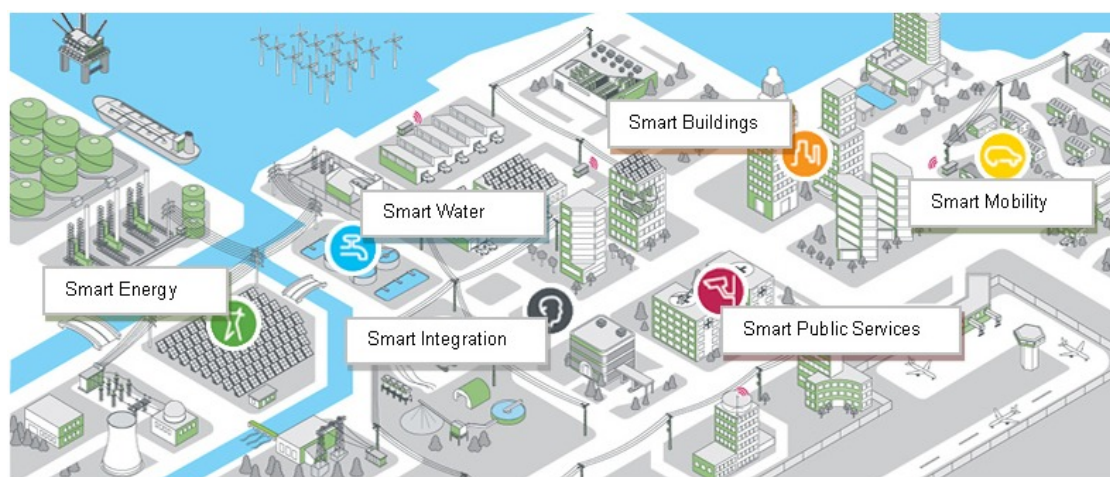 Smart Buildings
Smart Water
Smart Mobility
Smart Energy
Smart Integration
Smart Public Services